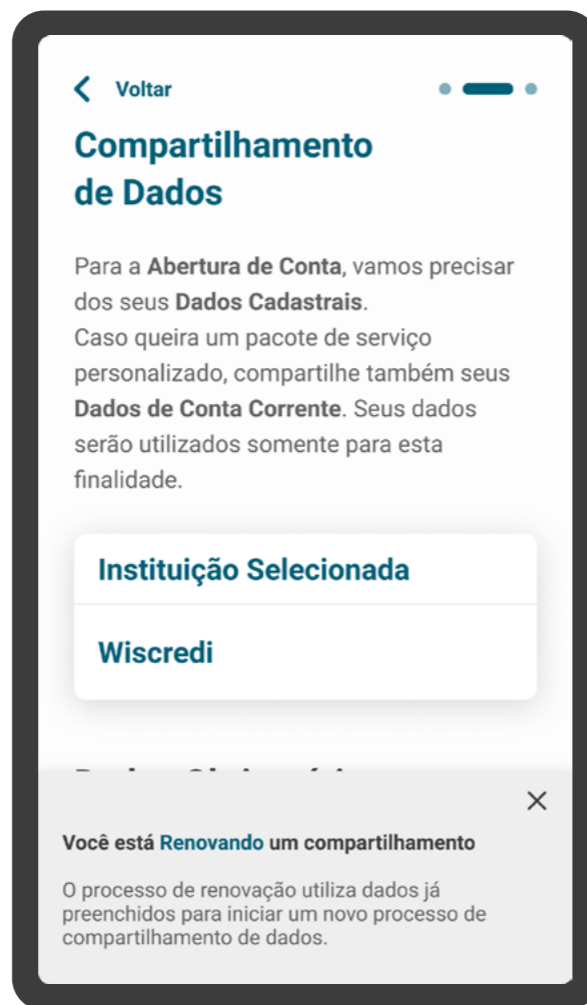 Voltar
Compartilhamento
de Dados
Para a Abertura de Conta, vamos precisar
dos seus Dados Cadastrais.
Caso queira um pacote de serviço
personalizado, compartilhe também seus
Dados de Conta Corrente. Seus dados
serão utilizados somente para esta
finalidade.
Instituição Selecionada
Wiscredi
Você está Renovando um compartilhamento
O processo de renovação utiliza dados já
preenchidos para iniciar um novo processo de
compartilhamento de dados.